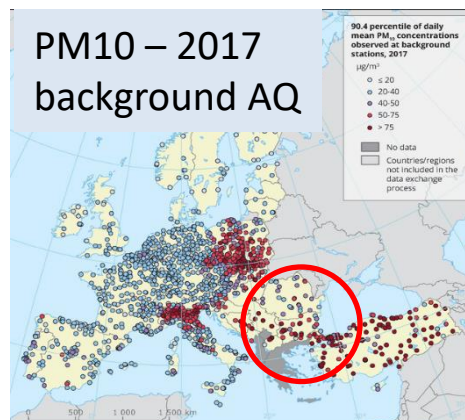 PM10 – 2017
background AQ
90.4 percentile of daily
mean PM₁₀ concentrations
observed at background
stations, 2017
µg/m³
≤ 20
20-40
40-50
50-75
> 75
No data
Countries/regions
not included in the
data exchange
process
500 1 000 1 500 km